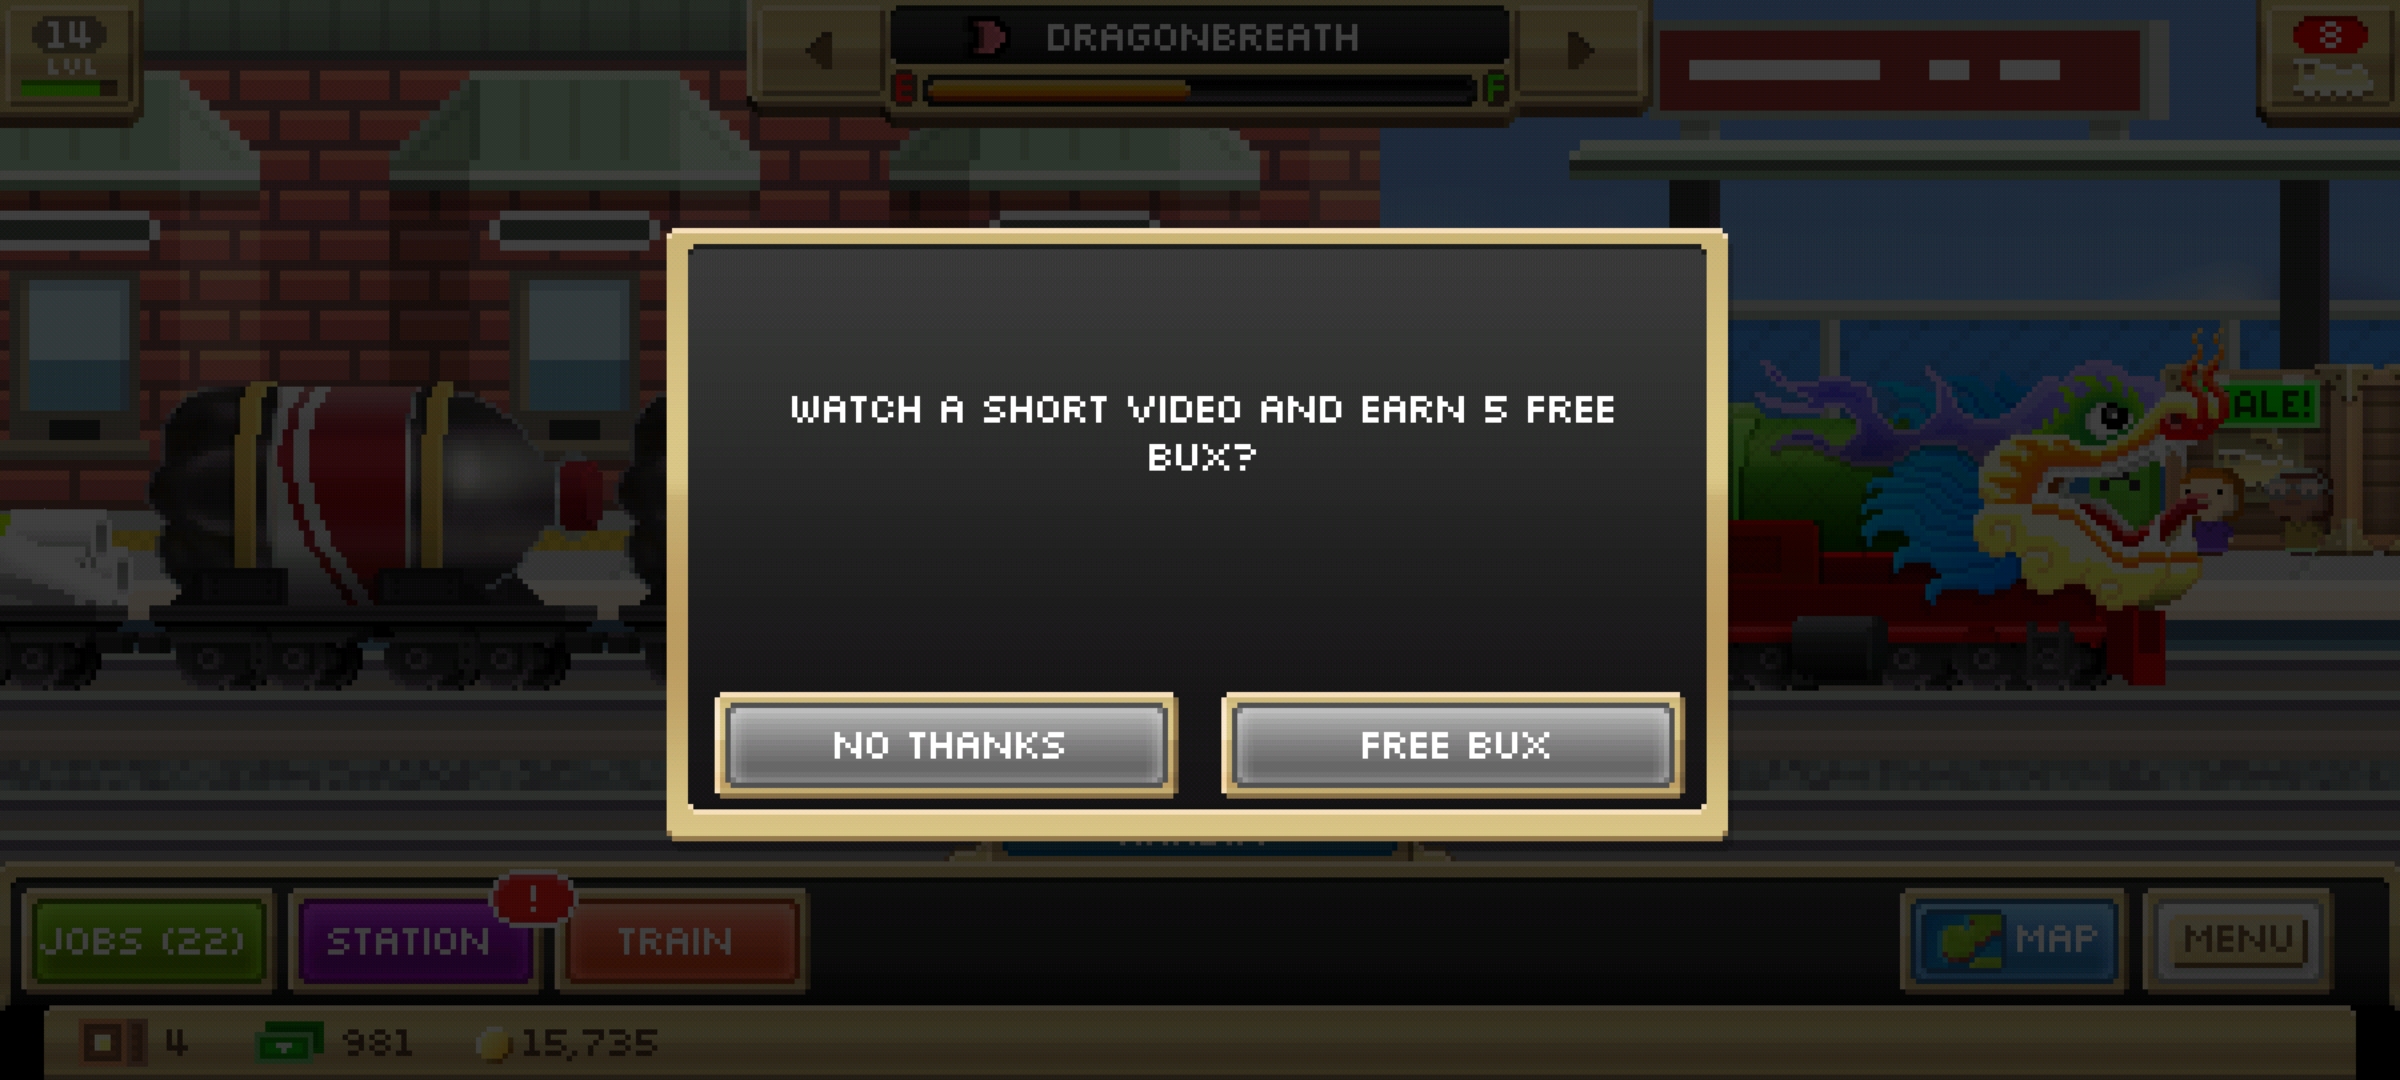 14
LVL
DRAGONBREATH
E
F
8
WATCH A SHORT VIDEO AND EARN 5 FREE
BUX?
ALE!
NO THANKS
FREE BUX
JOBS (22)
STATION
!
TRAIN
MAP
MENU
4
981
15,735